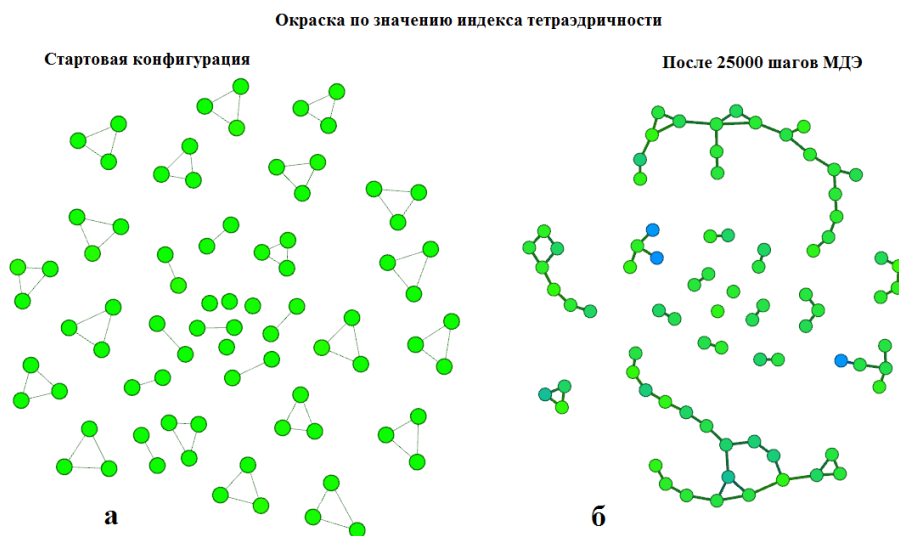 Окраска по значению индекса тетраэдричности
Стартовая конфигурация
После 25000 шагов МДЭ
а
б